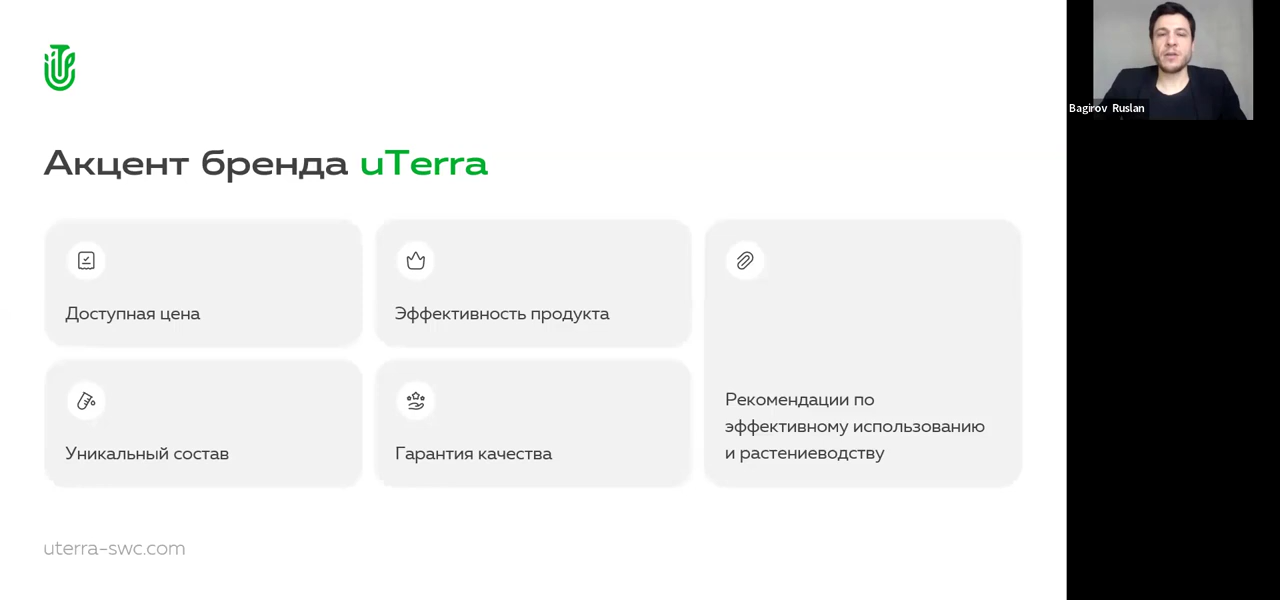 Акцент бренда uTerra
Доступная цена
Эффективность продукта
Уникальный состав
Гарантия качества
Рекомендации по
эффективному использованию
и растениеводству
uterra-swc.com
Bagirov Ruslan